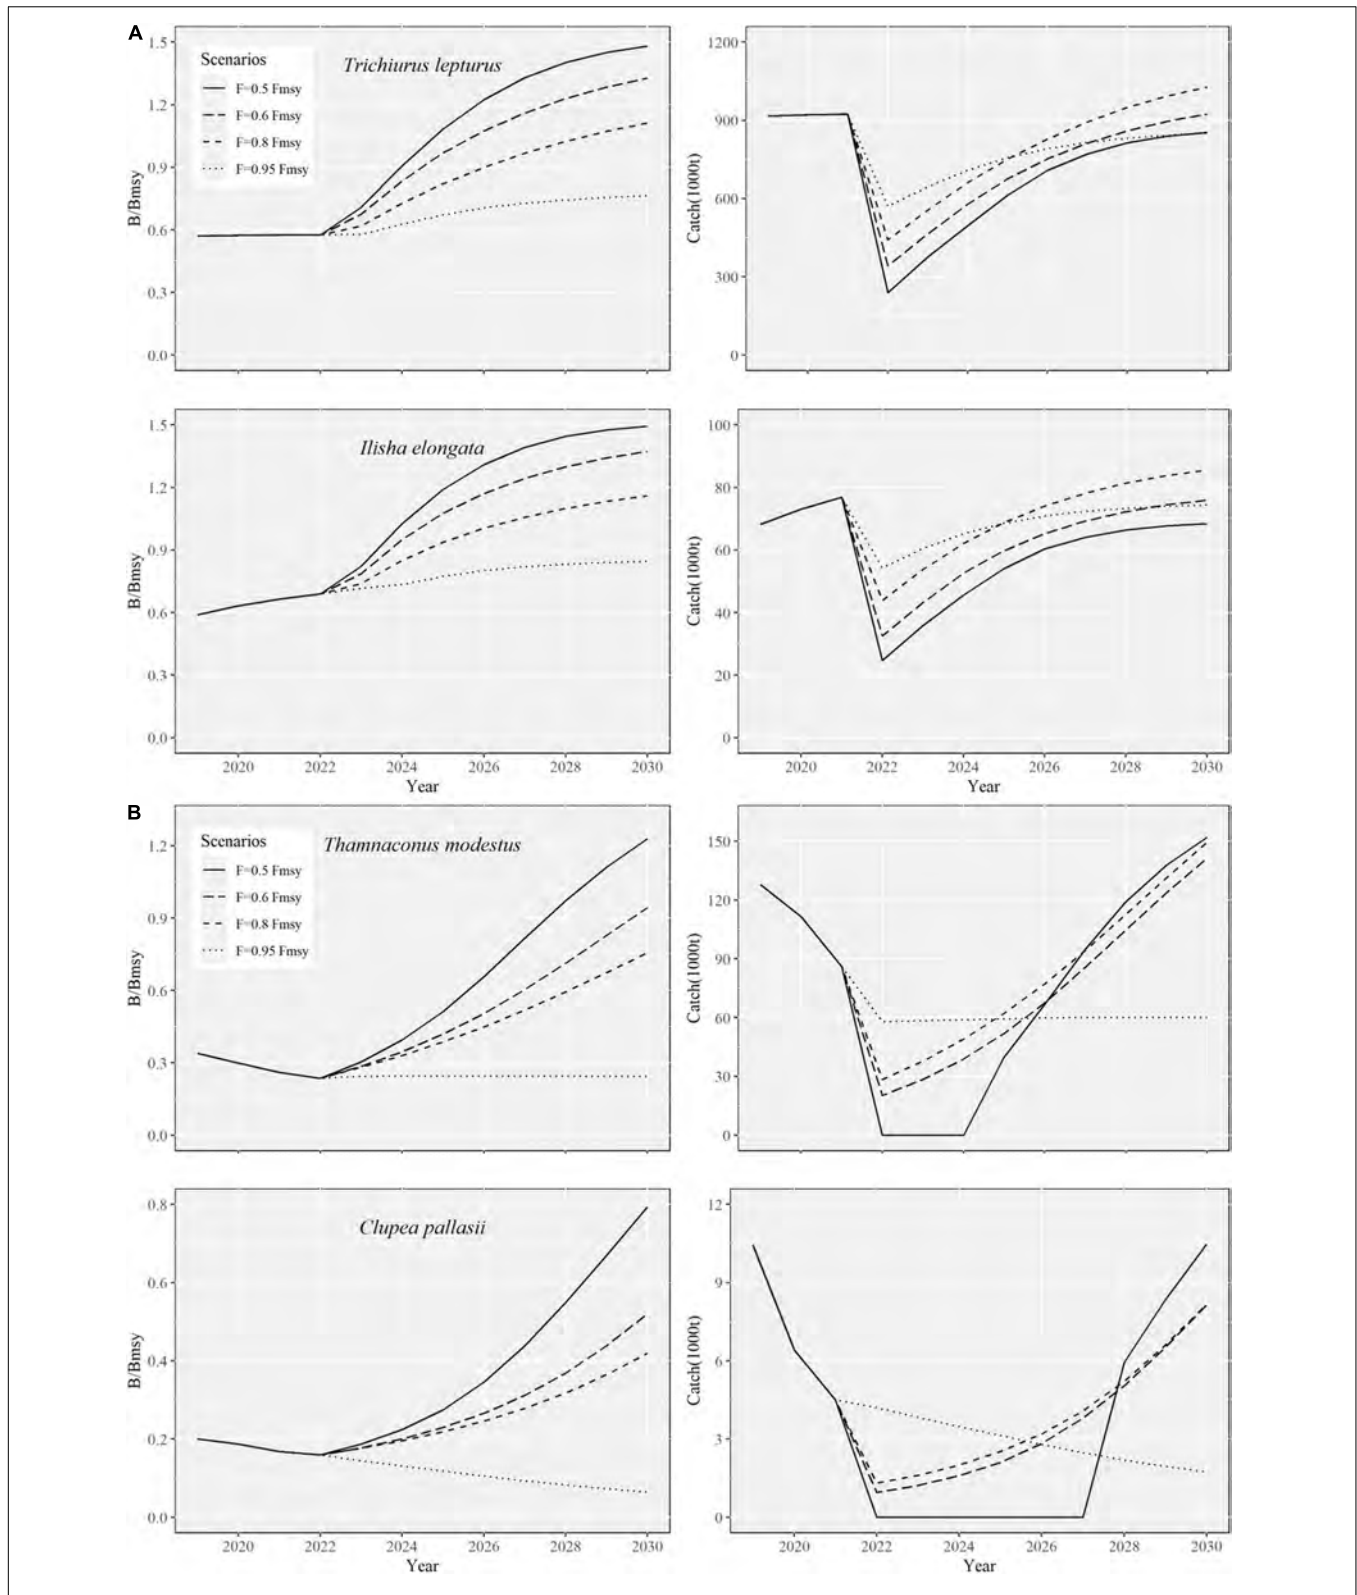 A
Scenarios
F=0.5 Fmsy
F=0.6 Fmsy
F=0.8 Fmsy
F=0.95 Fmsy
Trichiurus lepturus
B/Bmsy
1.5
1.2
0.9
0.6
0.3
0.0
Catch(1000t)
1200
900
600
300
0
Ilisha elongata
B/Bmsy
1.5
1.2
0.9
0.6
0.3
0.0
2020 2022 2024 2026 2028 2030
Year
Catch(1000t)
100
80
60
40
20
0
2020 2022 2024 2026 2028 2030
Year
B
Scenarios
F=0.5 Fmsy
F=0.6 Fmsy
F=0.8 Fmsy
F=0.95 Fmsy
Thamnaconus modestus
B/Bmsy
1.2
0.9
0.6
0.3
0.0
Catch(1000t)
150
120
90
60
30
0
Clupea pallasii
B/Bmsy
0.8
0.6
0.4
0.2
0.0
2020 2022 2024 2026 2028 2030
Year
Catch(1000t)
12
9
6
3
0
2020 2022 2024 2026 2028 2030
Year